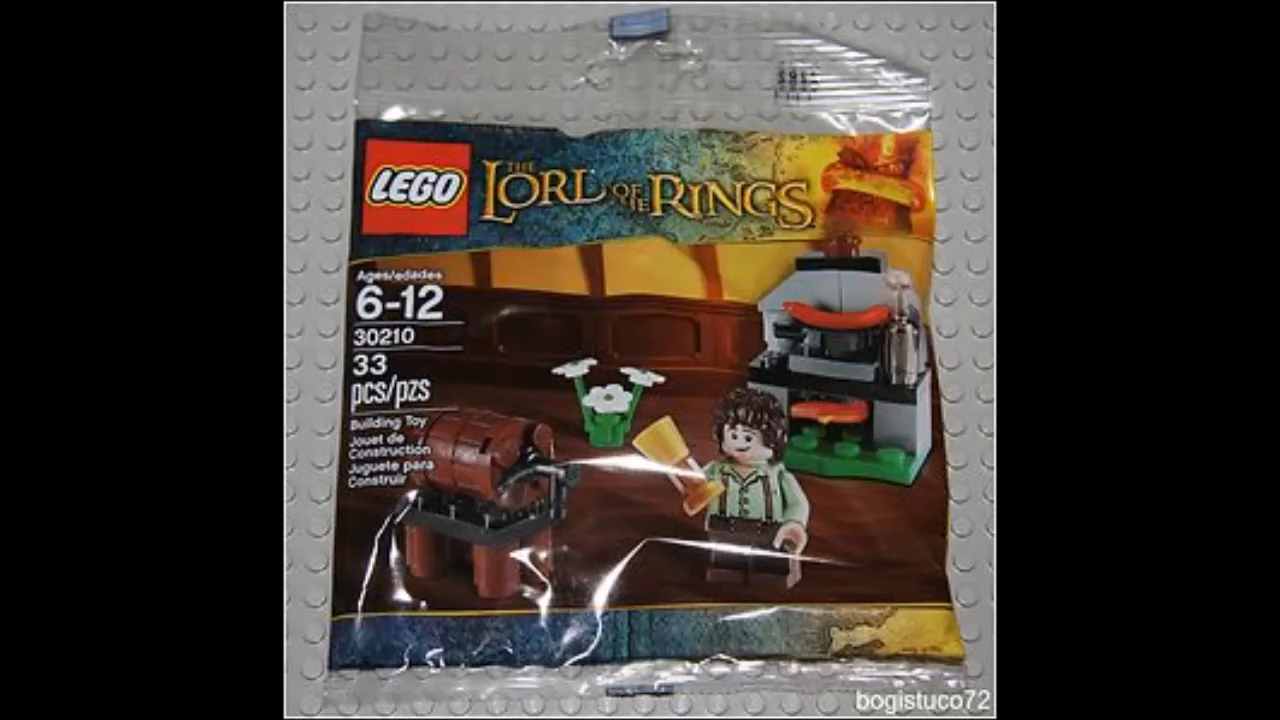 LEGO
THE LORD OF THE RINGS
Ages/edades
6-12
30210
33
pcs/pzs
Building Toy
Jouet de
Construction
Juguete para
Construir
bogistuco72